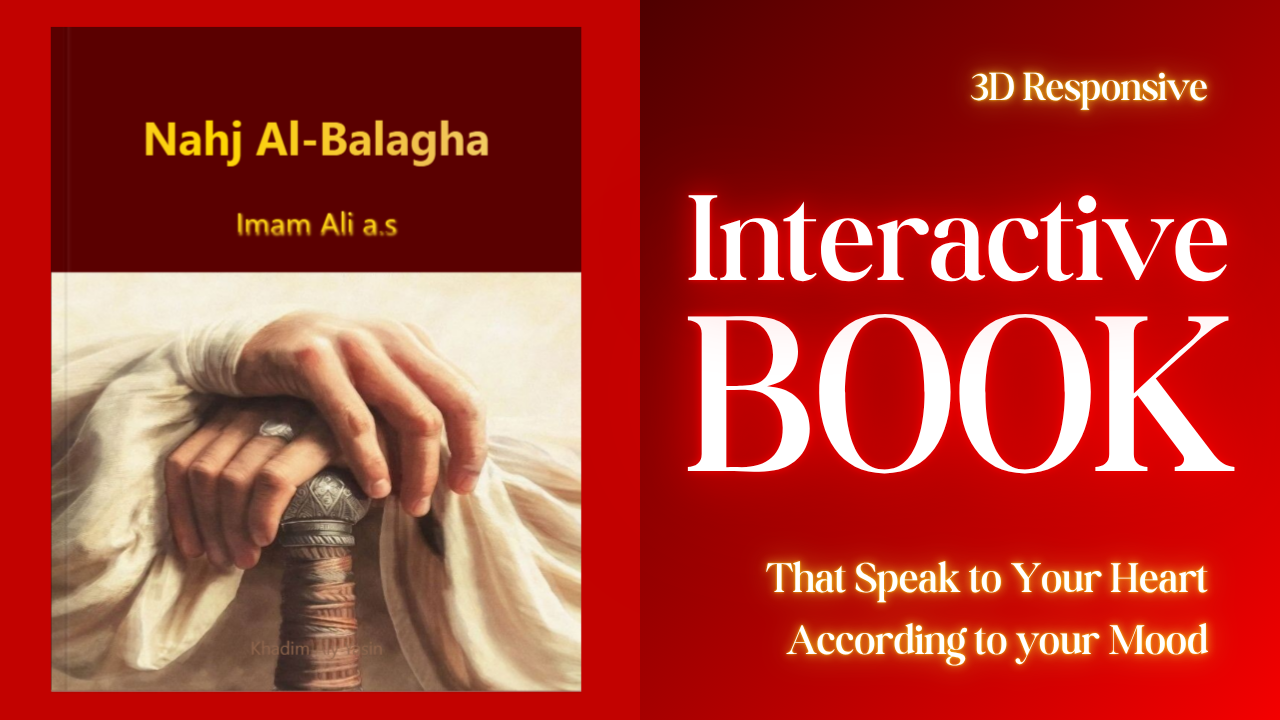 Nahj Al-Balagha
Imam Ali a.s
3D Responsive
Interactive
BOOK
That Speak to Your Heart
According to your Mood